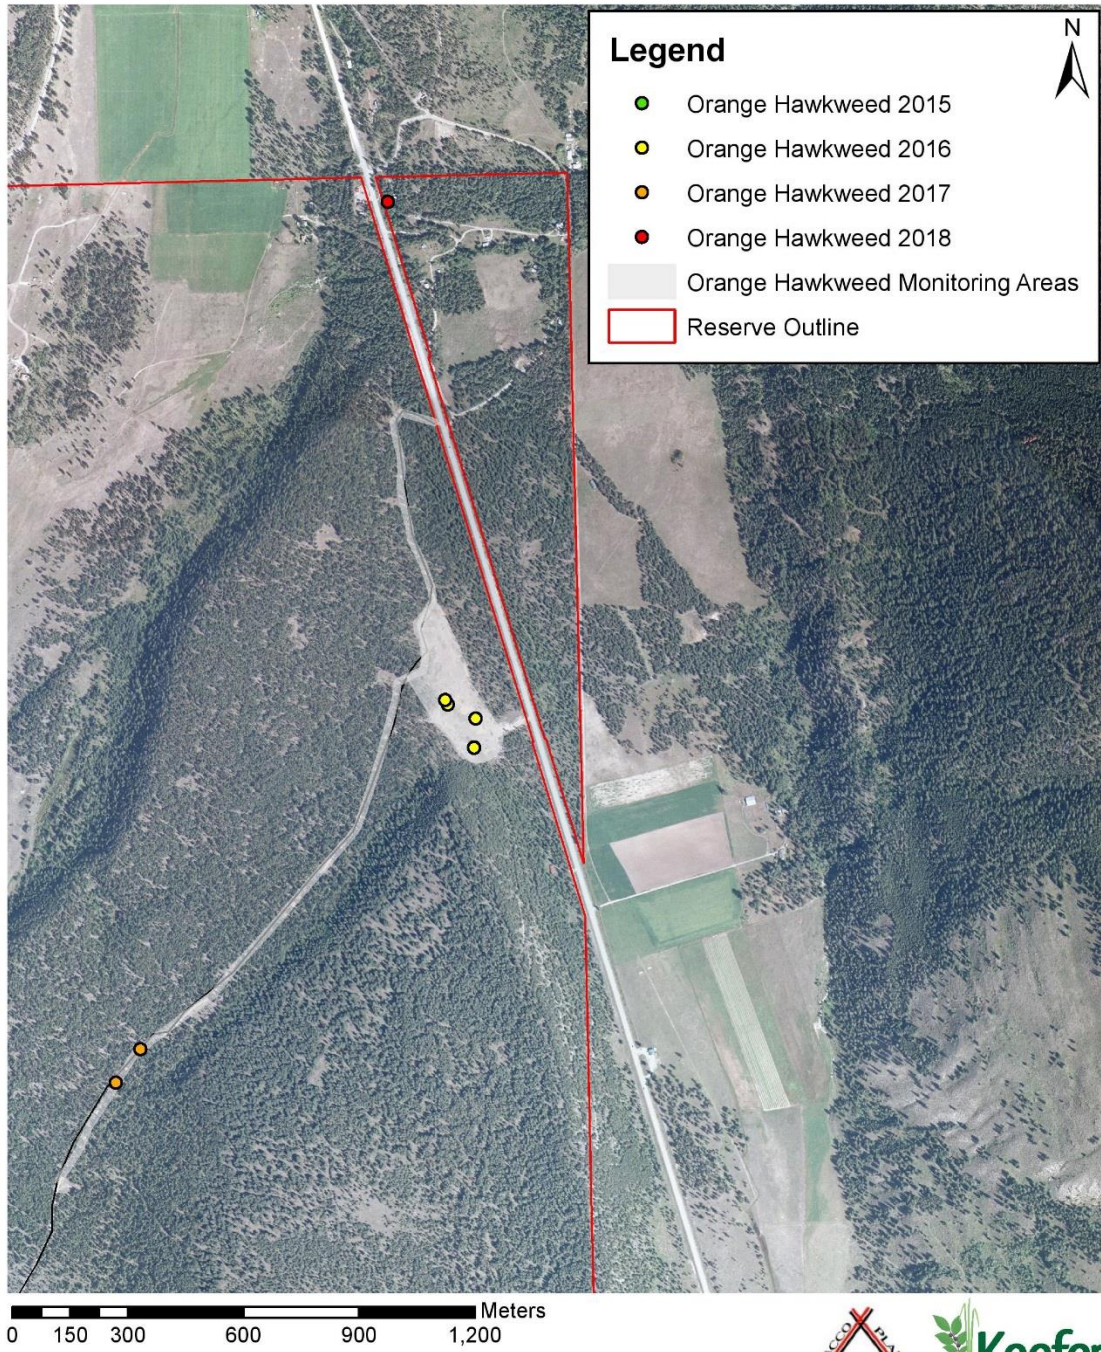 Legend
N
Orange Hawkweed 2015
Orange Hawkweed 2016
Orange Hawkweed 2017
Orange Hawkweed 2018
Orange Hawkweed Monitoring Areas
Reserve Outline
Meters
0 150 300 600 900 1,200
Keefer